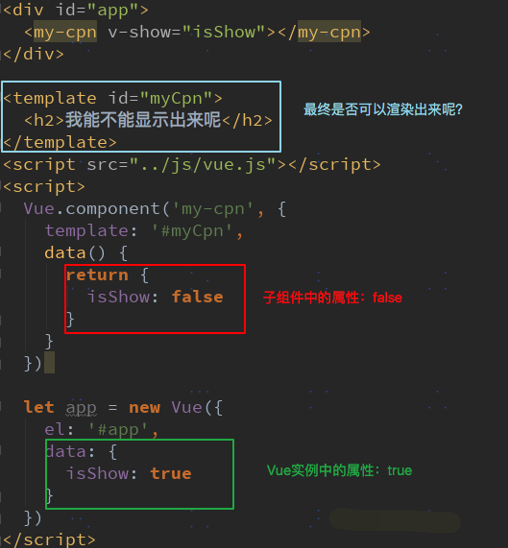 <div id="app">
<my-cpn v-show="isShow"></my-cpn>
</div>
<template id="myCpn">
<h2>我能不能显示出来呢</h2>
</template>
最终是否可以渲染出来呢？
<script src="../js/vue.js"></script>
<script>
Vue.component('my-cpn', {
template: '#myCpn',
data() {
return {
isShow: false
}
子组件中的属性：false
}
})
let app = new Vue({
el: '#app',
data: {
isShow: true
}
Vue实例中的属性：true
})
</script>